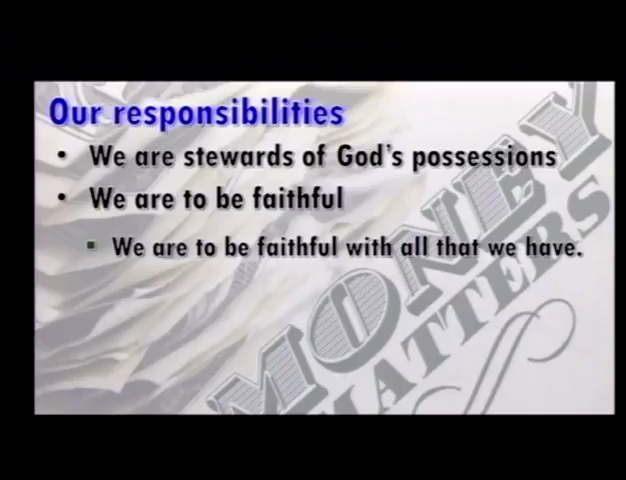 Our responsibilities
• We are stewards of God's possessions
• We are to be faithful
▪ We are to be faithful with all that we have.
MONEY
MATTERS